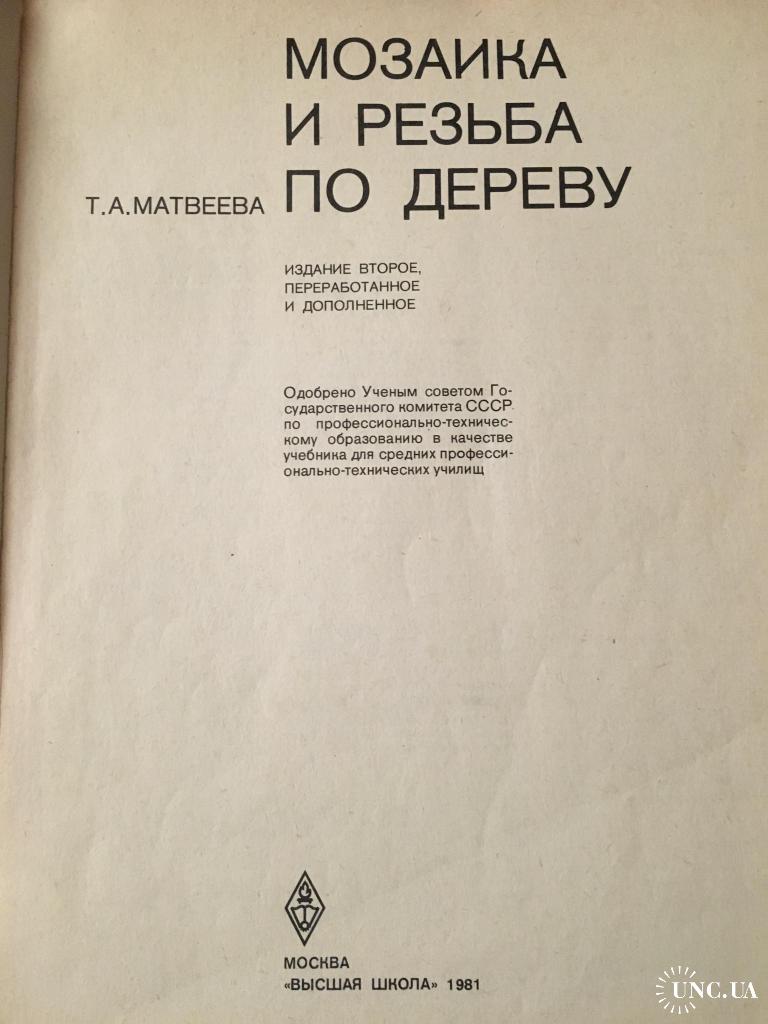 МОЗАИКА
И РЕЗЬБА
Т.А.МАТВЕЕВА ПО ДЕРЕВУ
ИЗДАНИЕ ВТОРОЕ,
ПЕРЕРАБОТАННОЕ
И ДОПОЛНЕННОЕ
Одобрено Ученым советом Го-
сударственного комитета СССР
по профессионально-техничес-
кому образованию в качестве
учебника для средних професси-
онально-технических училищ
МОСКВА
«ВЫСШАЯ ШКОЛА» 1981
UNC.UA